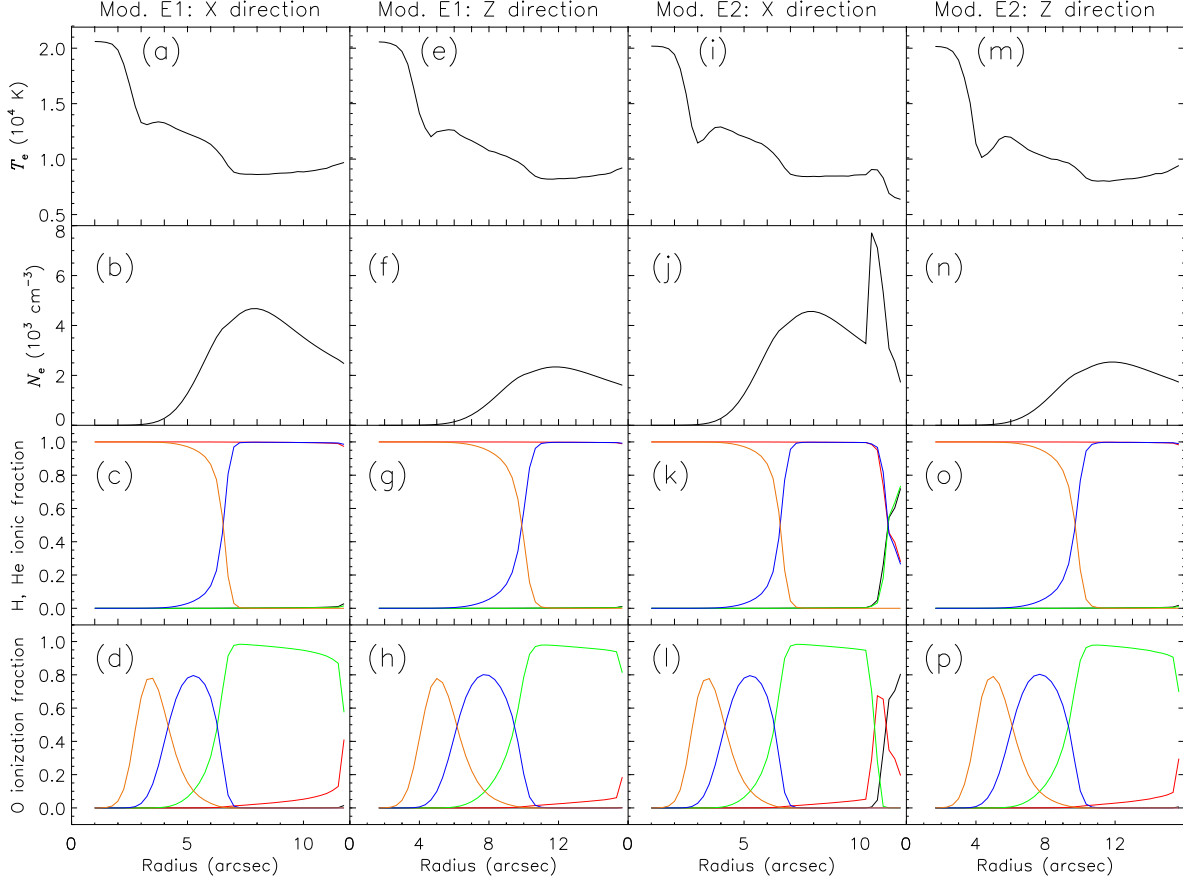 Mod. E1: X direction Mod. E1: Z direction Mod. E2: X direction Mod. E2: Z direction
(a) (e) (i) (m)
2.0
1.5
1.0
0.5
T_e (10^4 K)
(b) (f) (j) (n)
8
6
4
2
0
N_e (10^3 cm^-3)
(c) (g) (k) (o)
1.0
0.8
0.6
0.4
0.2
0.0
H, He ionic fraction
(d) (h) (l) (p)
1.0
0.8
0.6
0.4
0.2
0.0
O ionization fraction
0 5 10 0 4 8 12 0 5 10 0 4 8 12
Radius (arcsec) Radius (arcsec) Radius (arcsec) Radius (arcsec)